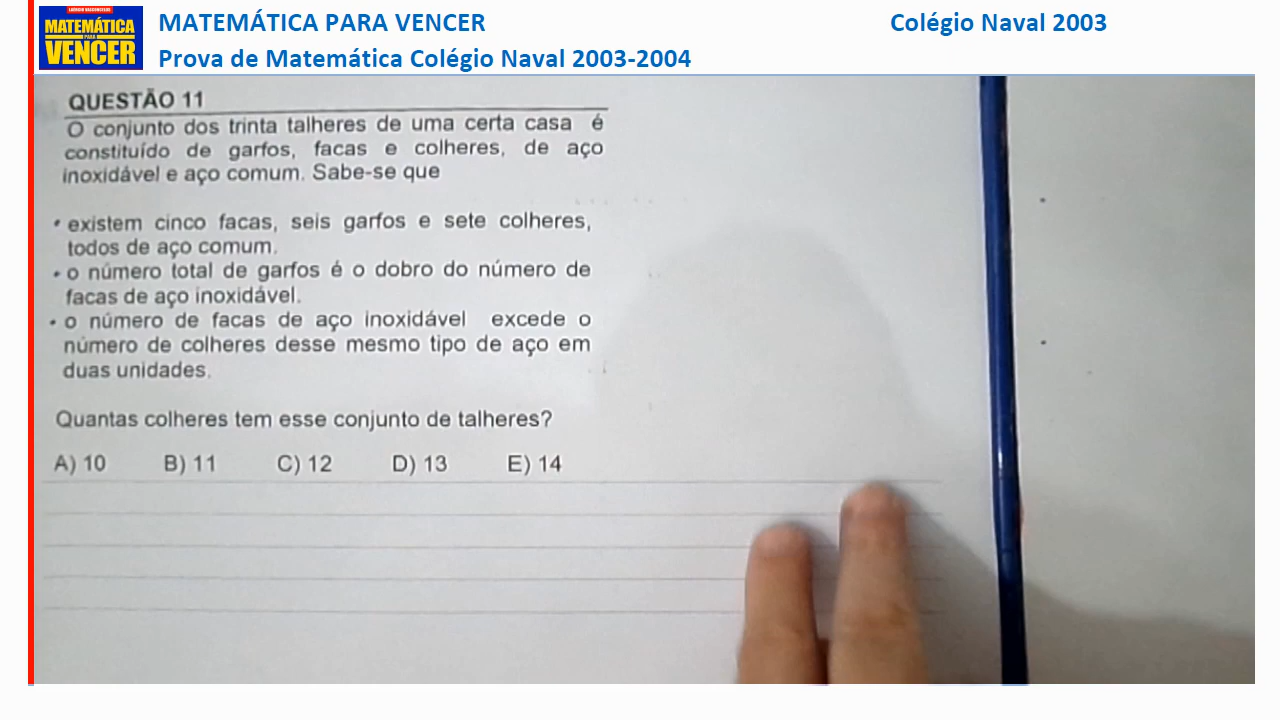 LAÉRCIO VASCONCELOS
MATEMÁTICA
PARA
VENCER
MATEMÁTICA PARA VENCER
Colégio Naval 2003
Prova de Matemática Colégio Naval 2003-2004
QUESTÃO 11
O conjunto dos trinta talheres de uma certa casa é
constituído de garfos, facas e colheres, de aço
inoxidável e aço comum. Sabe-se que
• existem cinco facas, seis garfos e sete colheres,
todos de aço comum.
• o número total de garfos é o dobro do número de
facas de aço inoxidável.
• o número de facas de aço inoxidável excede o
número de colheres desse mesmo tipo de aço em
duas unidades.
Quantas colheres tem esse conjunto de talheres?
A) 10 B) 11 C) 12 D) 13 E) 14